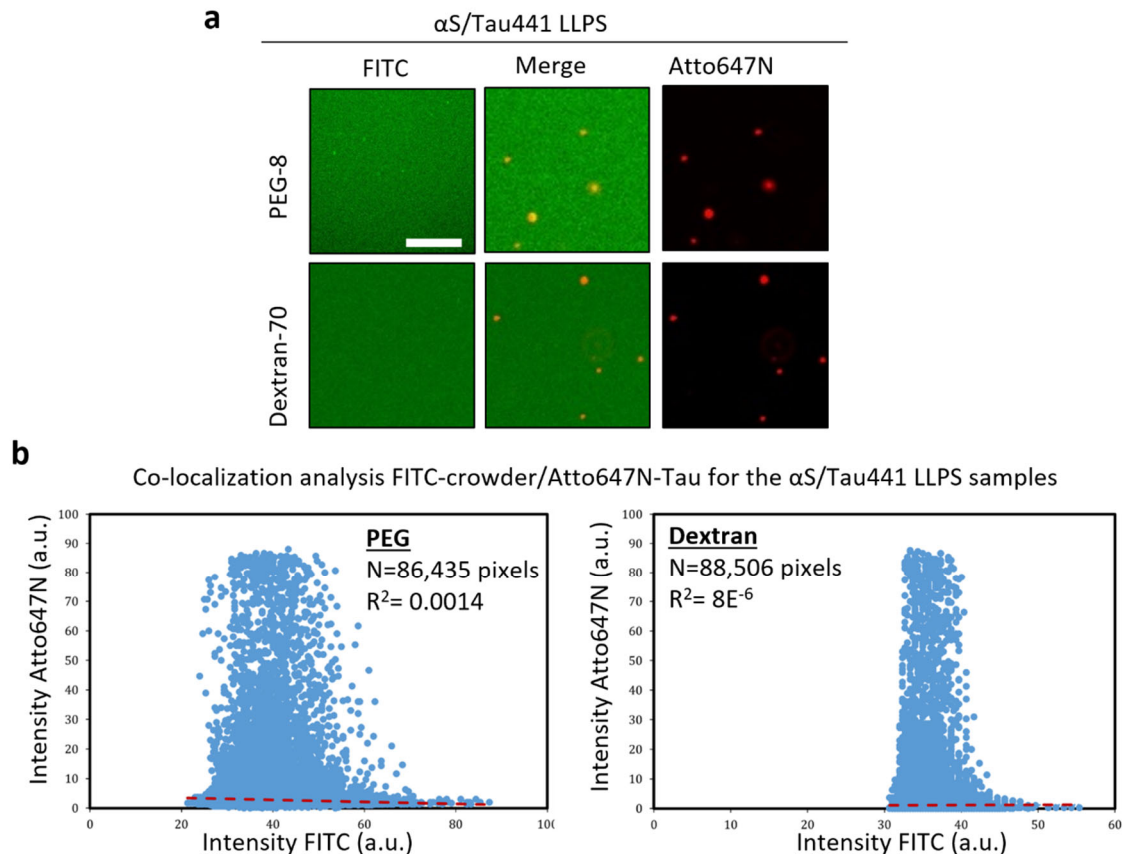 a
αS/Tau441 LLPS
FITC Merge Atto647N
PEG-8
Dextran-70
b
Co-localization analysis FITC-crowder/Atto647N-Tau for the αS/Tau441 LLPS samples
Intensity Atto647N (a.u.)
100
90
80
70
60
50
40
30
20
10
0
PEG
N=86,435 pixels
R²= 0.0014
0 20 40 60 80 100
Intensity FITC (a.u.)
Intensity Atto647N (a.u.)
100
90
80
70
60
50
40
30
20
10
0
Dextran
N=88,506 pixels
R²= 8E⁻⁶
0 10 20 30 40 50 60
Intensity FITC (a.u.)